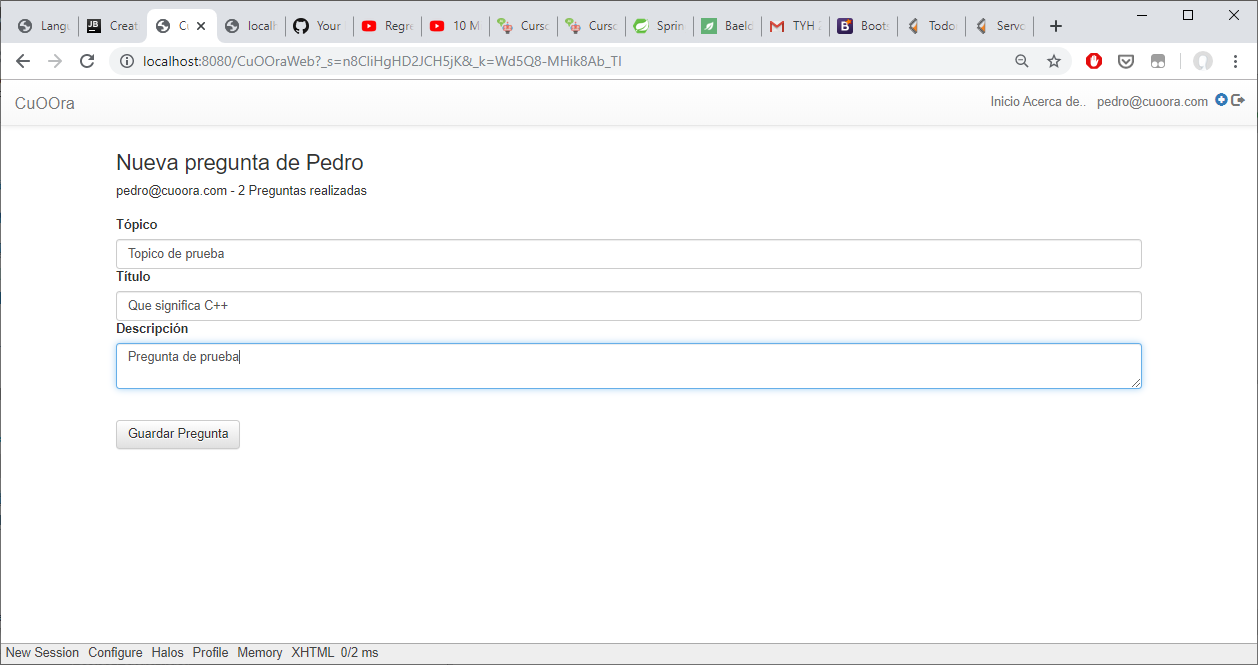 Langu Creat Cu localh Your Regre 10 M Curso Curso Sprin Baeld TYH Boots Todo Servo
localhost:8080/CuOOraWeb?_s=n8CliHgHD2JCH5jK&_k=Wd5Q8-MHik8Ab_TI
CuOOra Inicio Acerca de.. pedro@cuoora.com
Nueva pregunta de Pedro
pedro@cuoora.com - 2 Preguntas realizadas
Tópico
Topico de prueba
Título
Que significa C++
Descripción
Pregunta de prueba
Guardar Pregunta
New Session Configure Halos Profile Memory XHTML 0/2 ms